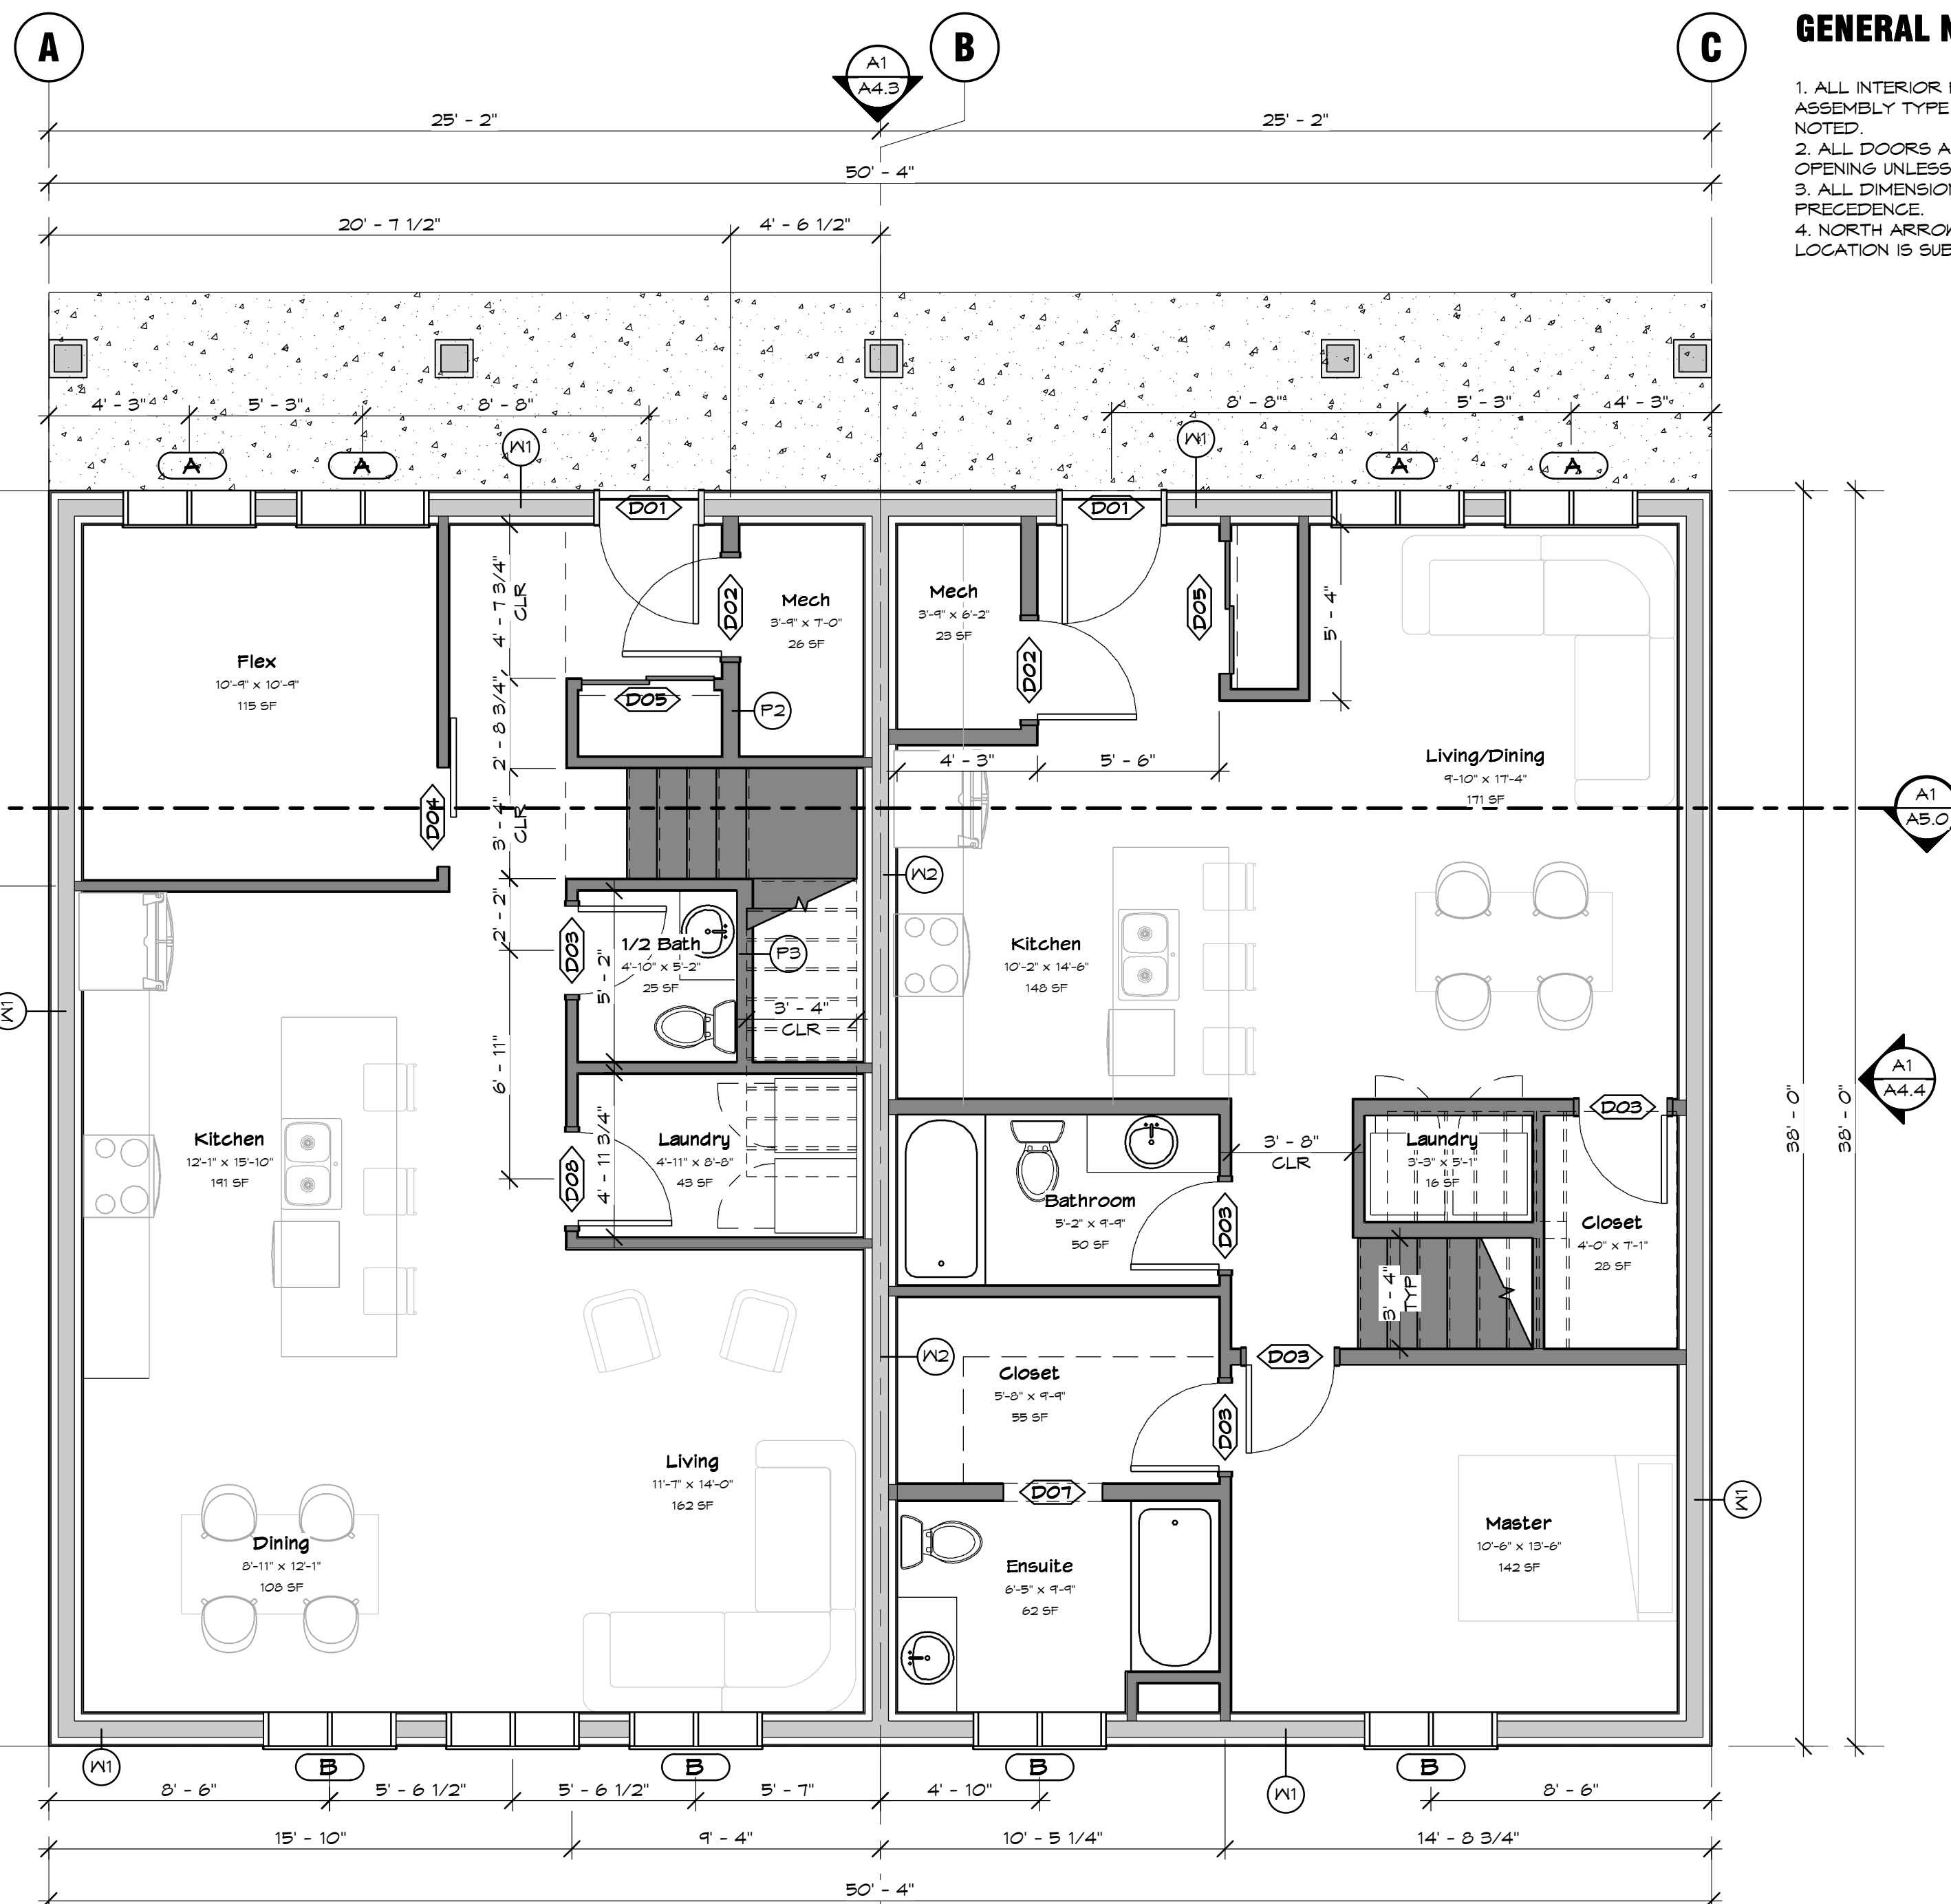 A
B
C
A1
A4.3
GENERAL N
1. ALL INTERIOR
ASSEMBLY TYPE
NOTED.
2. ALL DOORS A
OPENING UNLESS
3. ALL DIMENSION
PRECEDENCE.
4. NORTH ARROW
LOCATION IS SUB
25' - 2"
25' - 2"
50' - 4"
20' - 7 1/2"
4' - 6 1/2"
4' - 3"
5' - 3"
8' - 8"
8' - 8"
5' - 3"
4' - 3"
A
A
W1
W1
A
A
D01
D01
4' - 7 3/4"
CLR
D02
Mech
3'-9" x 7'-0"
26 SF
Mech
3'-9" x 6'-2"
23 SF
D02
D05
5' - 4"
Flex
10'-9" x 10'-9"
115 SF
2' - 8 3/4"
D05
P2
4' - 3"
5' - 6"
Living/Dining
9'-10" x 17'-4"
171 SF
D04
3' - 4"
CLR
A1
A5.0
W2
2' - 2"
D03
1/2 Bath
4'-10" x 5'-2"
25 SF
5' - 2"
P3
3' - 4"
CLR
Kitchen
10'-2" x 14'-6"
148 SF
W1
6' - 11"
A1
A4.4
38' - 0"
38' - 0"
Kitchen
12'-1" x 15'-10"
191 SF
D08
4' - 11 3/4"
Laundry
4'-11" x 8'-8"
43 SF
D03
3' - 8"
CLR
Laundry
3'-3" x 5'-1"
16 SF
Bathroom
5'-2" x 9'-9"
50 SF
D03
Closet
4'-0" x 7'-1"
28 SF
3' - 4"
TYP
W2
D03
Closet
5'-8" x 9'-9"
55 SF
D03
Living
11'-7" x 14'-0"
162 SF
D07
W1
Dining
8'-11" x 12'-1"
108 SF
Ensuite
6'-5" x 9'-9"
62 SF
Master
10'-6" x 13'-6"
142 SF
W1
B
B
B
W1
B
8' - 6"
5' - 6 1/2"
5' - 6 1/2"
5' - 7"
4' - 10"
8' - 6"
15' - 10"
9' - 4"
10' - 5 1/4"
14' - 8 3/4"
50' - 4"